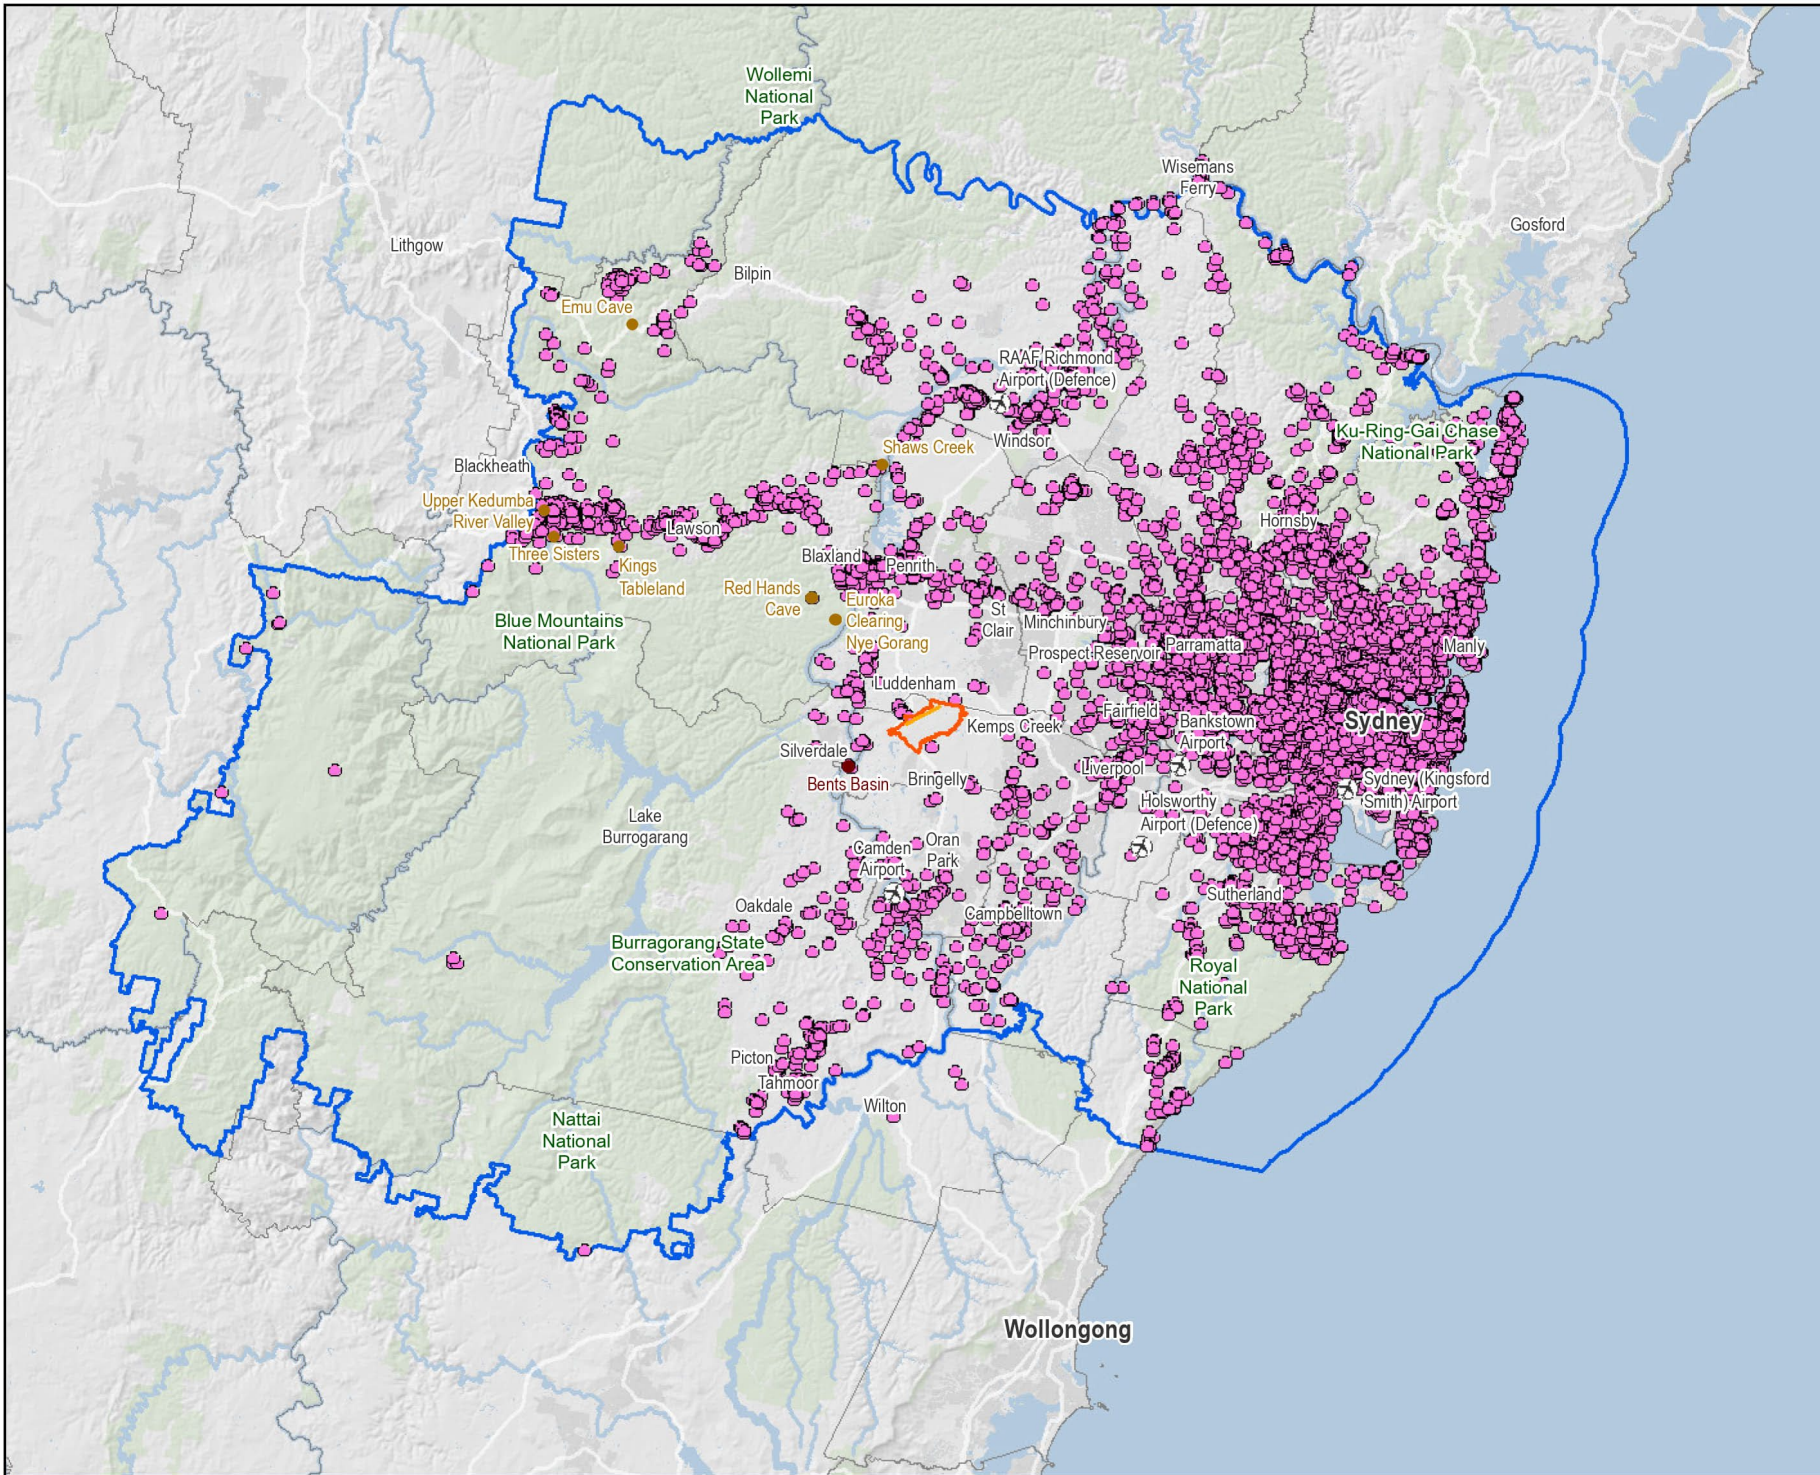 Wollemi
National
Park
Wisemans
Ferry
Gosford
Lithgow
Bilpin
Emu Cave
RAAF Richmond
Airport (Defence)
Windsor
Ku-Ring-Gai Chase
National Park
Shaws Creek
Blackheath
Upper Kedumba
River Valley
Lawson
Hornsby
Three Sisters
Kings
Tableland
Blaxland
Penrith
Red Hands
Cave
Euroka
Clearing
Nye Gorang
St
Clair
Minchinbury
Blue Mountains
National Park
Prospect Reservoir
Parramatta
Manly
Luddenham
Kemps Creek
Fairfield
Bankstown
Airport
Sydney
Silverdale
Bents Basin
Bringelly
Liverpool
Sydney (Kingsford
Smith) Airport
Holsworthy
Airport (Defence)
Lake
Burrogarang
Camden
Airport
Oran
Park
Oakdale
Campbelltown
Sutherland
Burragorang State
Conservation Area
Royal
National
Park
Picton
Tahmoor
Wilton
Nattai
National
Park
Wollongong